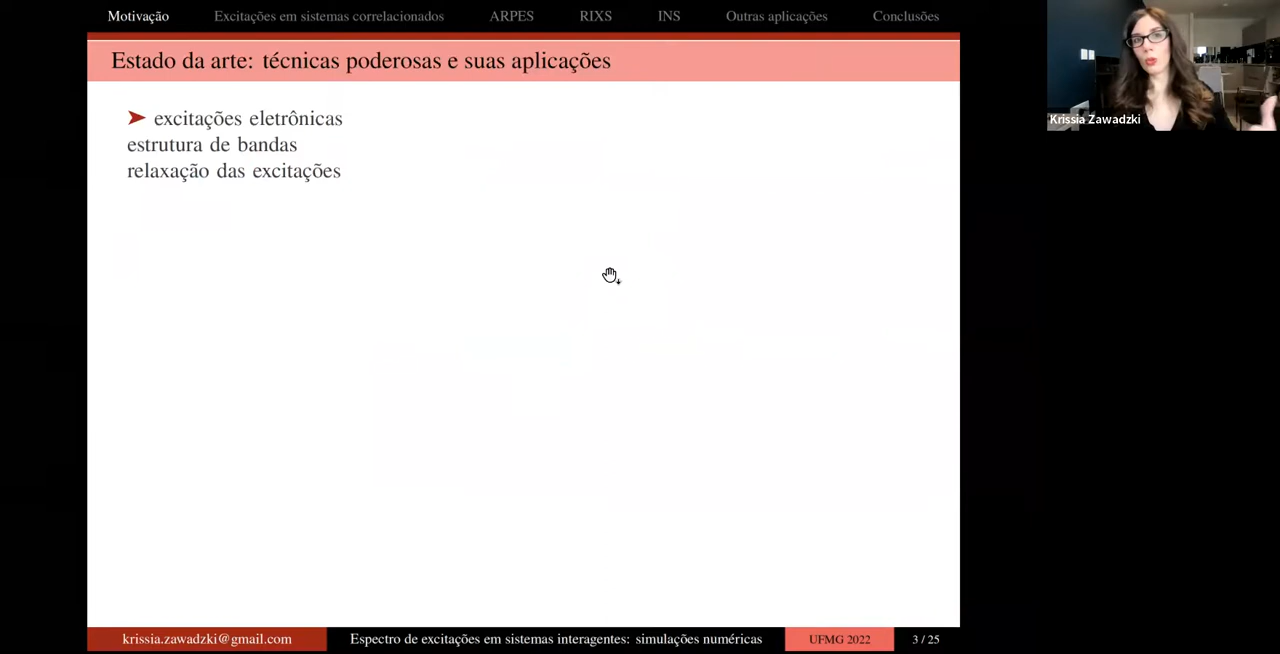 Motivação Excitações em sistemas correlacionados ARPES RIXS INS Outras aplicações Conclusões
Estado da arte: técnicas poderosas e suas aplicações
➤ excitações eletrônicas
estrutura de bandas
relaxação das excitações
Krissia Zawadzki
krissia.zawadzki@gmail.com Espectro de excitações em sistemas interagentes: simulações numéricas UFMG 2022 3 / 25